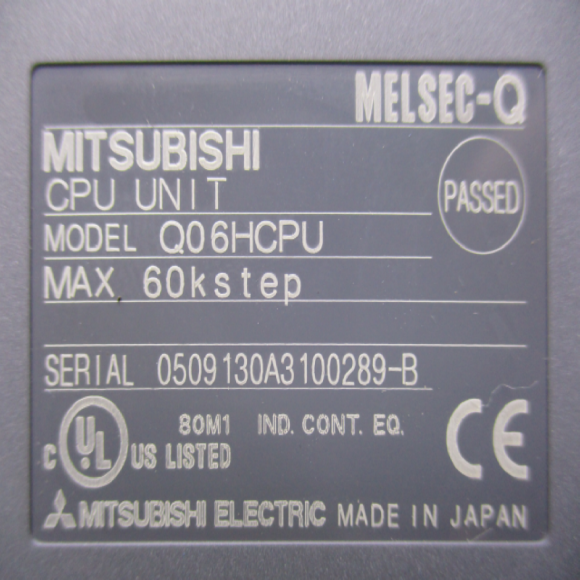 MELSEC-Q
MITSUBISHI
CPU UNIT
PASSED
MODEL Q06HCPU
MAX 60kstep
SERIAL 0509130A3100289-B
80M1 IND. CONT. EQ.
C UL US LISTED
CE
MITSUBISHI ELECTRIC MADE IN JAPAN